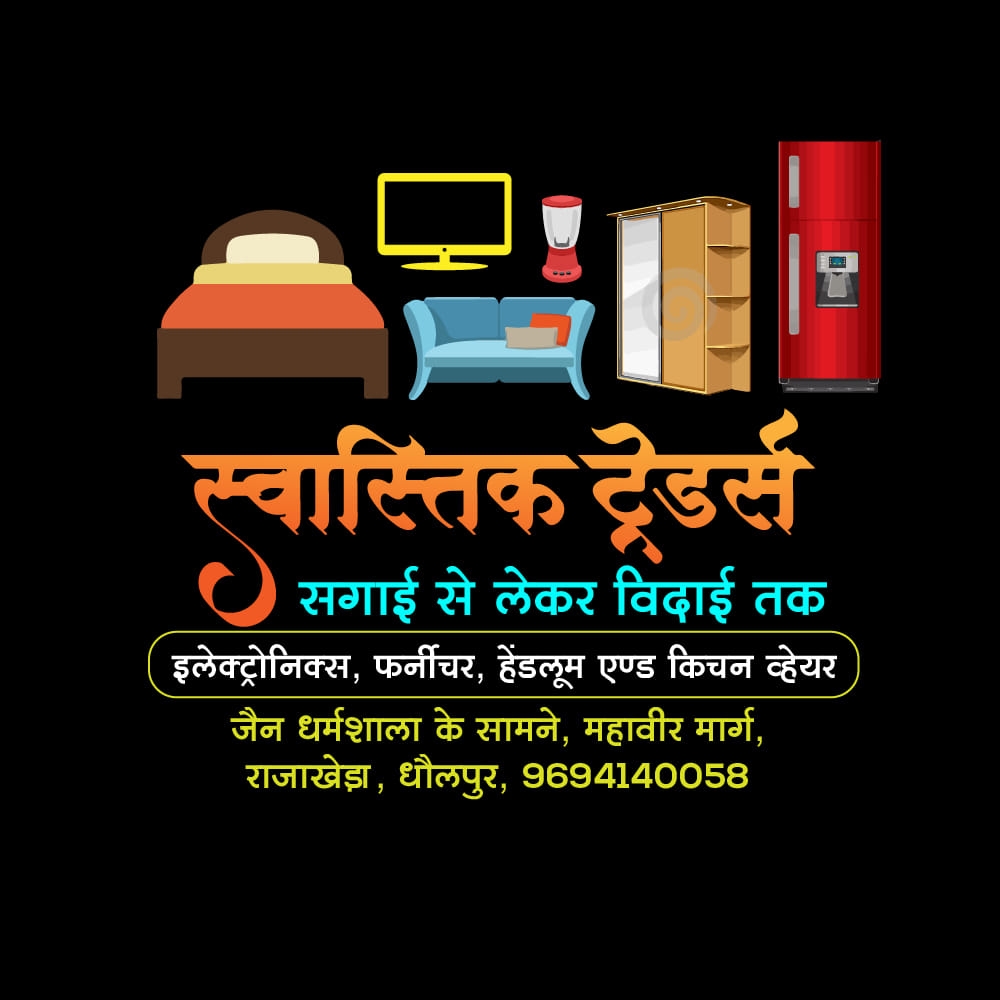 स्वास्तिक ट्रेडर्स
सगाई से लेकर विदाई तक
इलेक्ट्रोनिक्स, फर्नीचर, हेंडलूम एण्ड किचन व्हेयर
जैन धर्मशाला के सामने, महावीर मार्ग,
राजाखेड़ा, धौलपुर, 9694140058